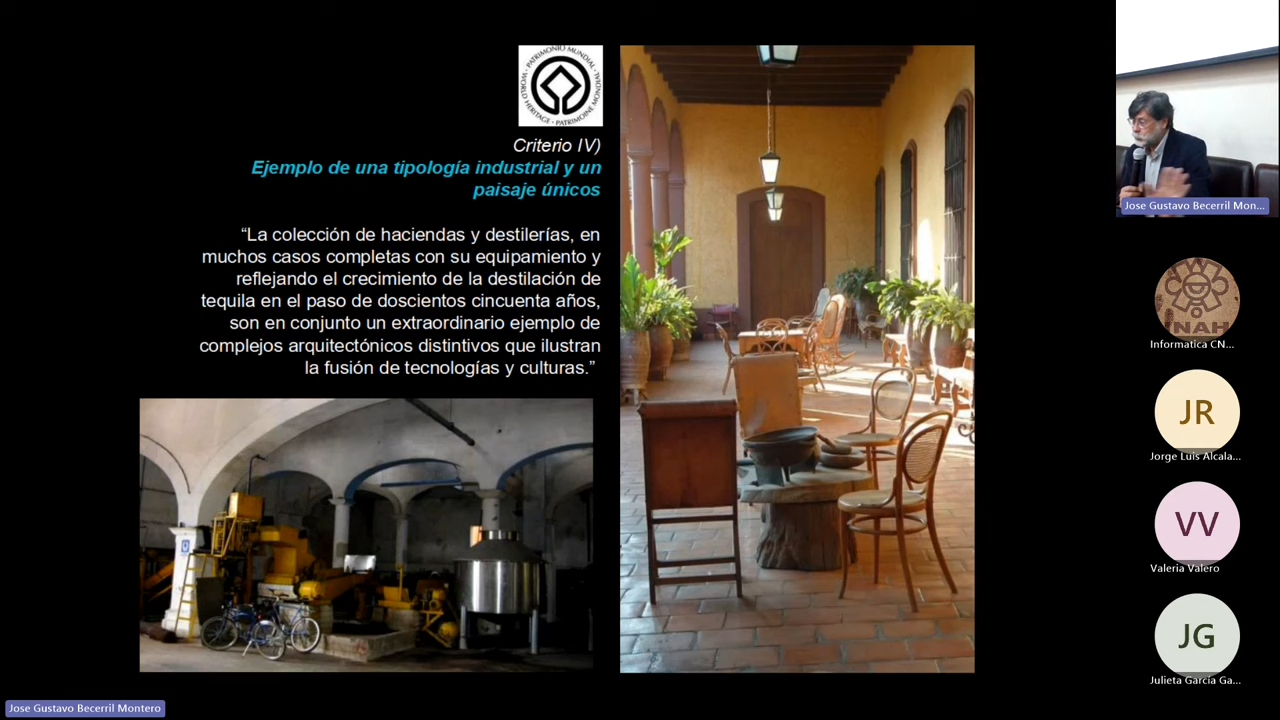 PATRIMONIO MUNDIAL · WORLD HERITAGE · PATRIMOINE MONDIAL
Criterio IV)
Ejemplo de una tipología industrial y un
paisaje únicos
“La colección de haciendas y destilerías, en
muchos casos completas con su equipamiento y
reflejando el crecimiento de la destilación de
tequila en el paso de doscientos cincuenta años,
son en conjunto un extraordinario ejemplo de
complejos arquitectónicos distintivos que ilustran
la fusión de tecnologías y culturas.”
Jose Gustavo Becerril Mon...
INAH
Informatica CN...
JR
Jorge Luís Alcala...
VV
Valeria Valero
JG
Julieta García Ga...
Jose Gustavo Becerril Montero